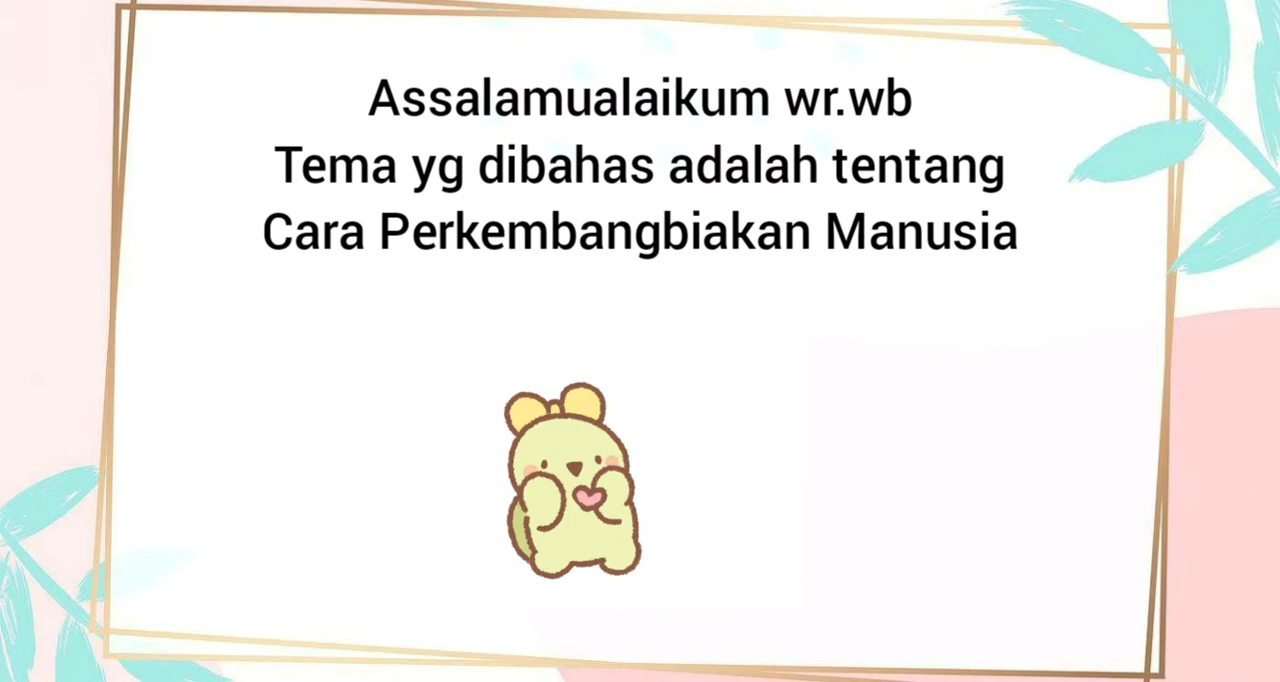 Assalamualaikum wr.wb
Tema yg dibahas adalah tentang
Cara Perkembangbiakan Manusia